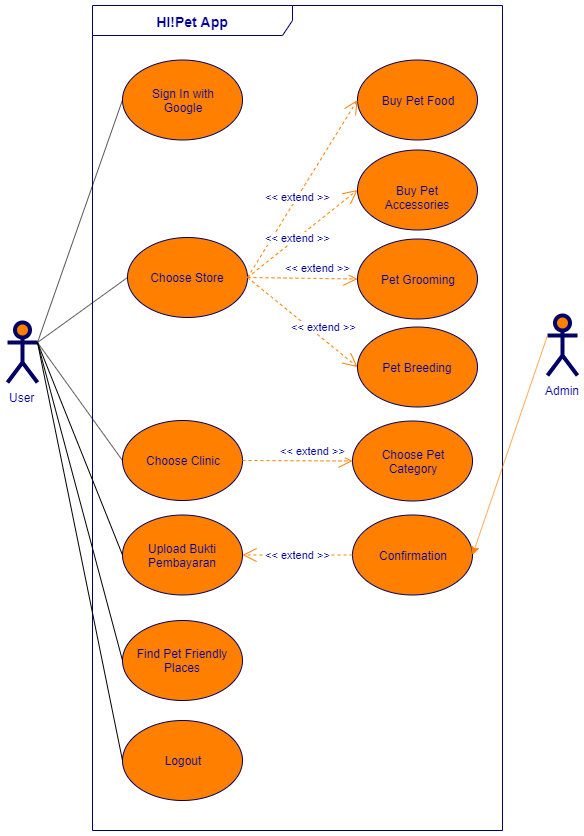 HI!Pet App
Sign In with
Google
Buy Pet Food
<< extend >>
Buy Pet
Accessories
<< extend >>
Choose Store
<< extend >>
Pet Grooming
<< extend >>
Pet Breeding
User
Admin
Choose Clinic
<< extend >>
Choose Pet
Category
Upload Bukti
Pembayaran
<< extend >>
Confirmation
Find Pet Friendly
Places
Logout